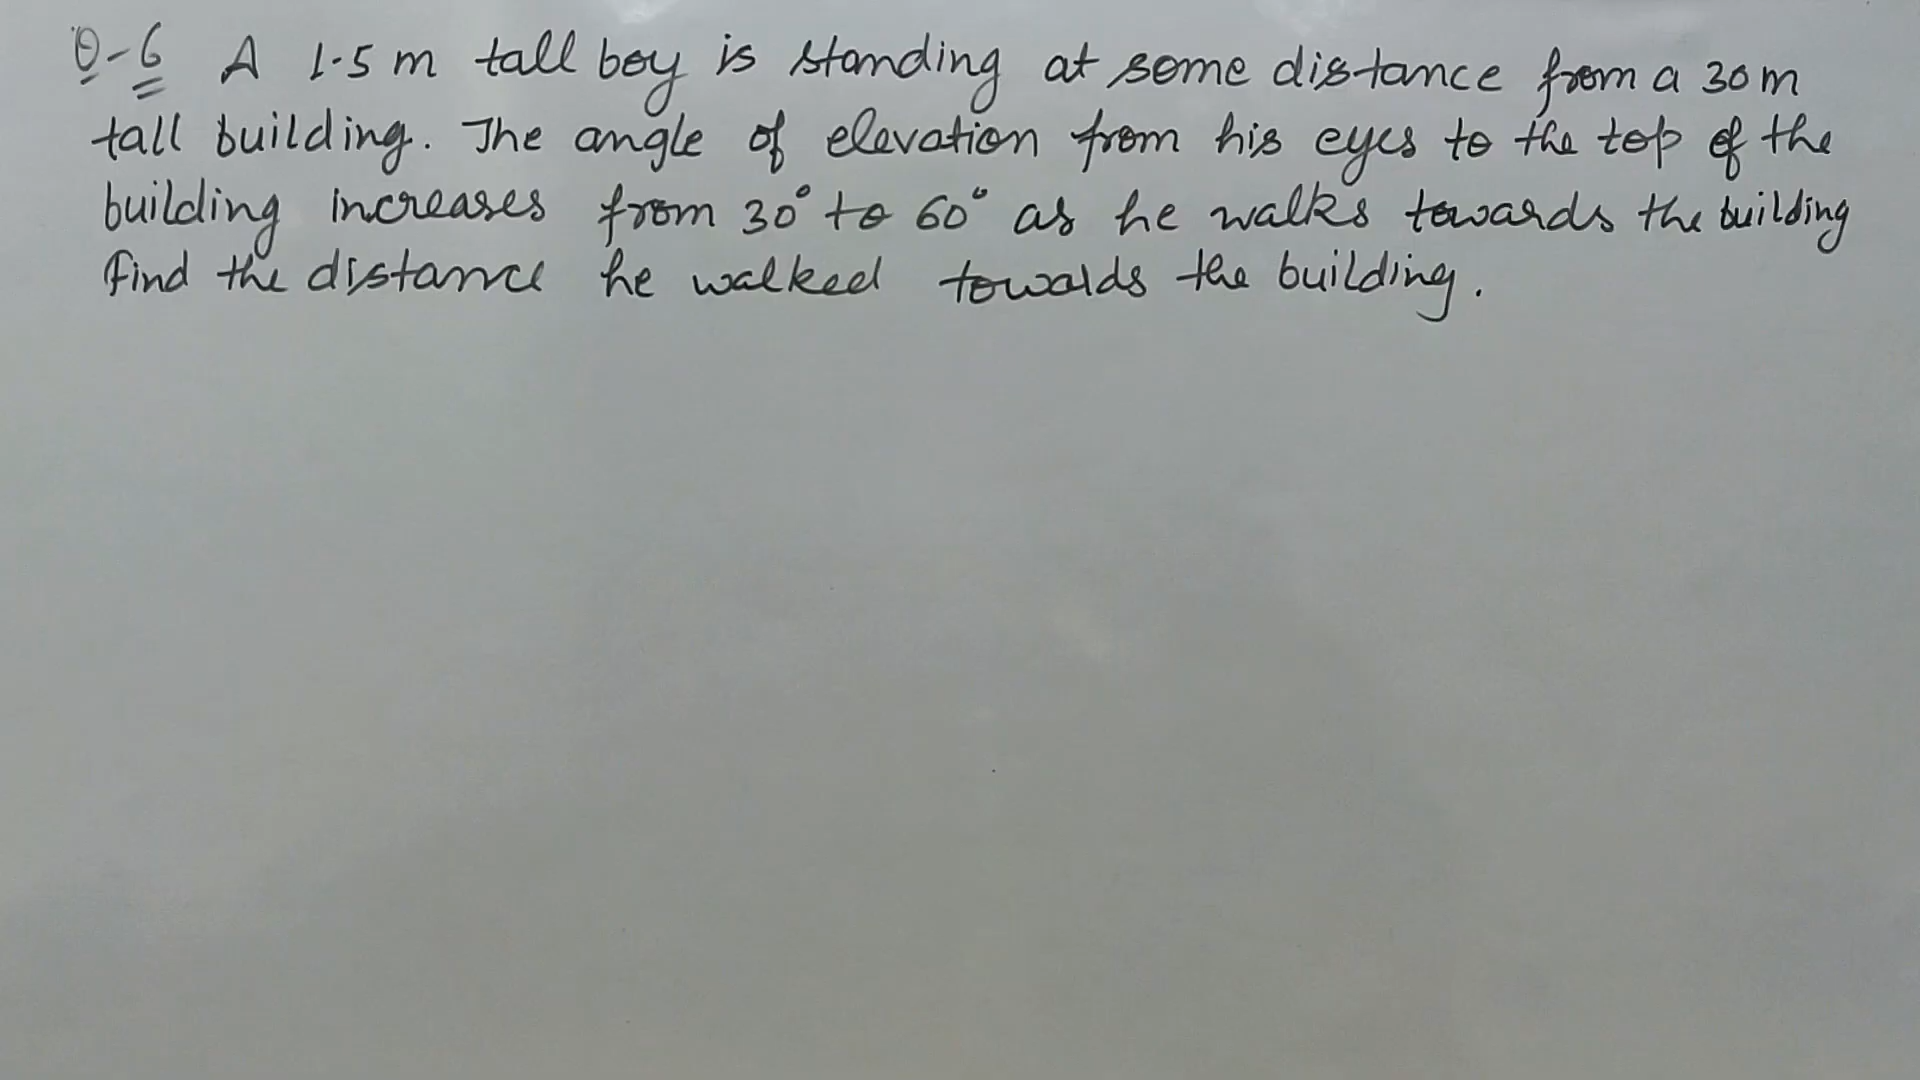 Q-6 A 1.5 m tall boy is standing at some distance from a 30 m
tall building. The angle of elevation from his eyes to the top of the
building increases from 30° to 60° as he walks towards the building
find the distance he walked towards the building.